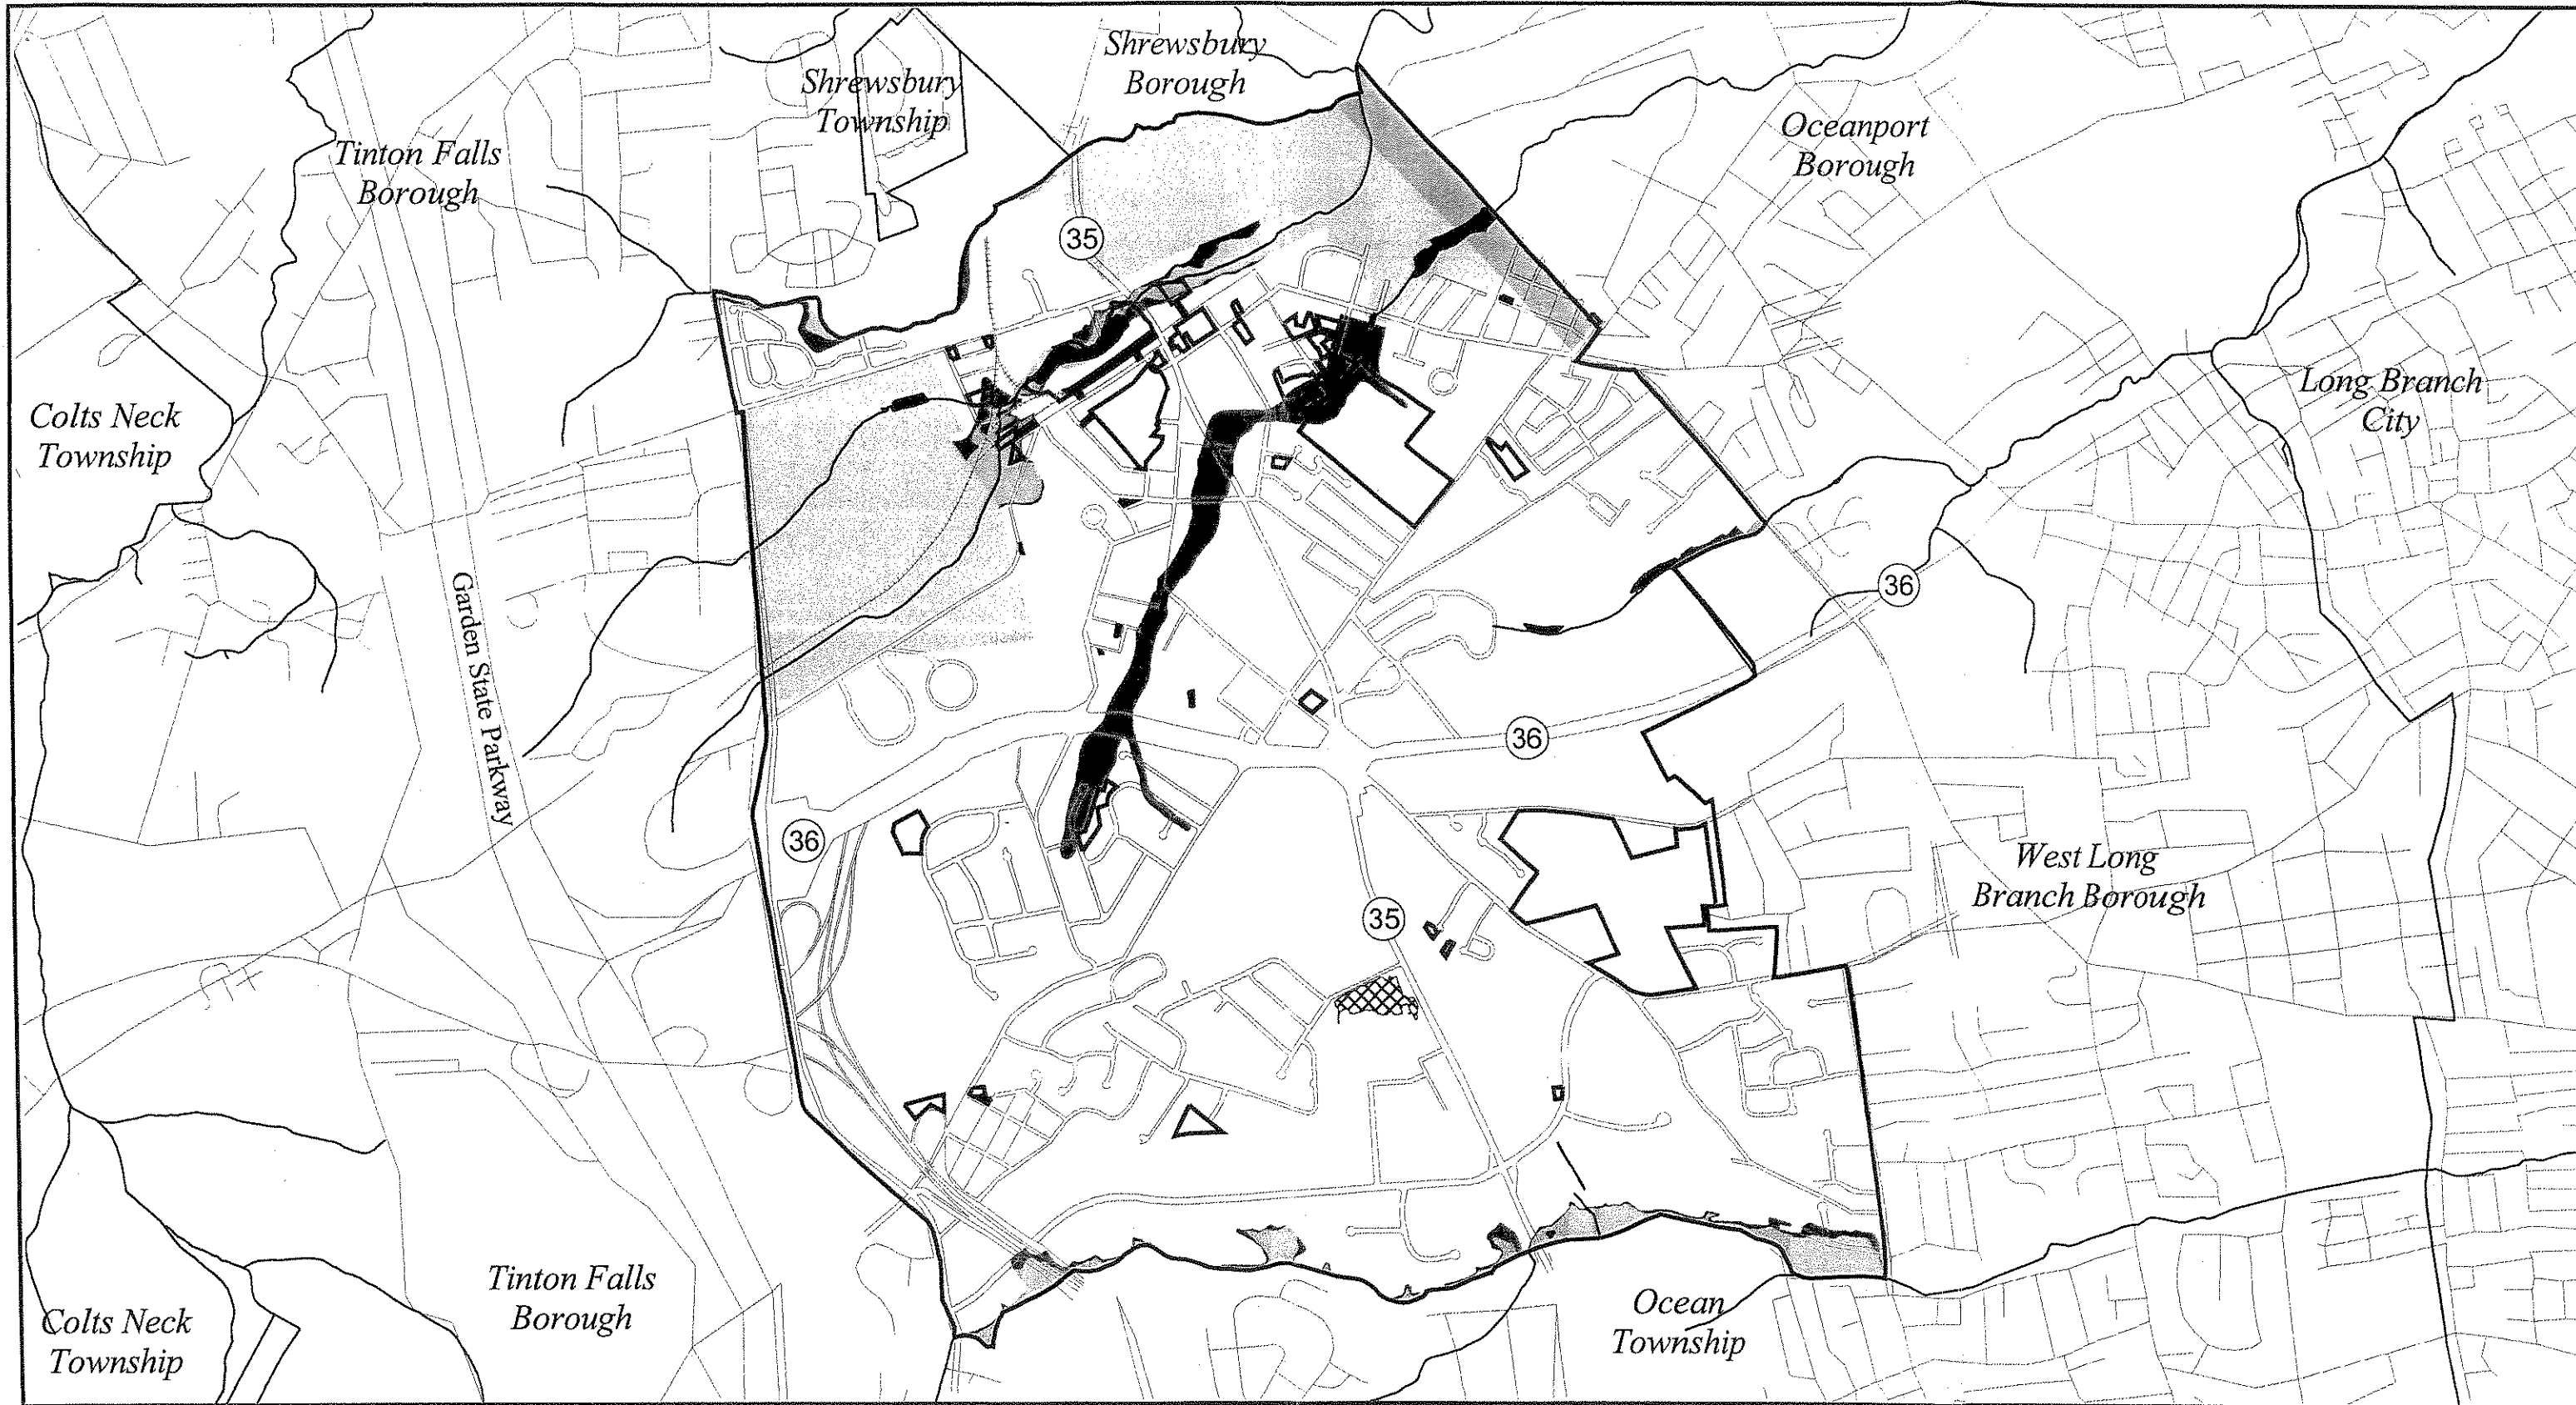 Shrewsbury
Borough
Shrewsbury
Township
Tinton Falls
Borough
Oceanport
Borough
35
Colts Neck
Township
Long Branch
City
Garden State Parkway
36
36
36
West Long
Branch Borough
35
Tinton Falls
Borough
Colts Neck
Township
Ocean
Township